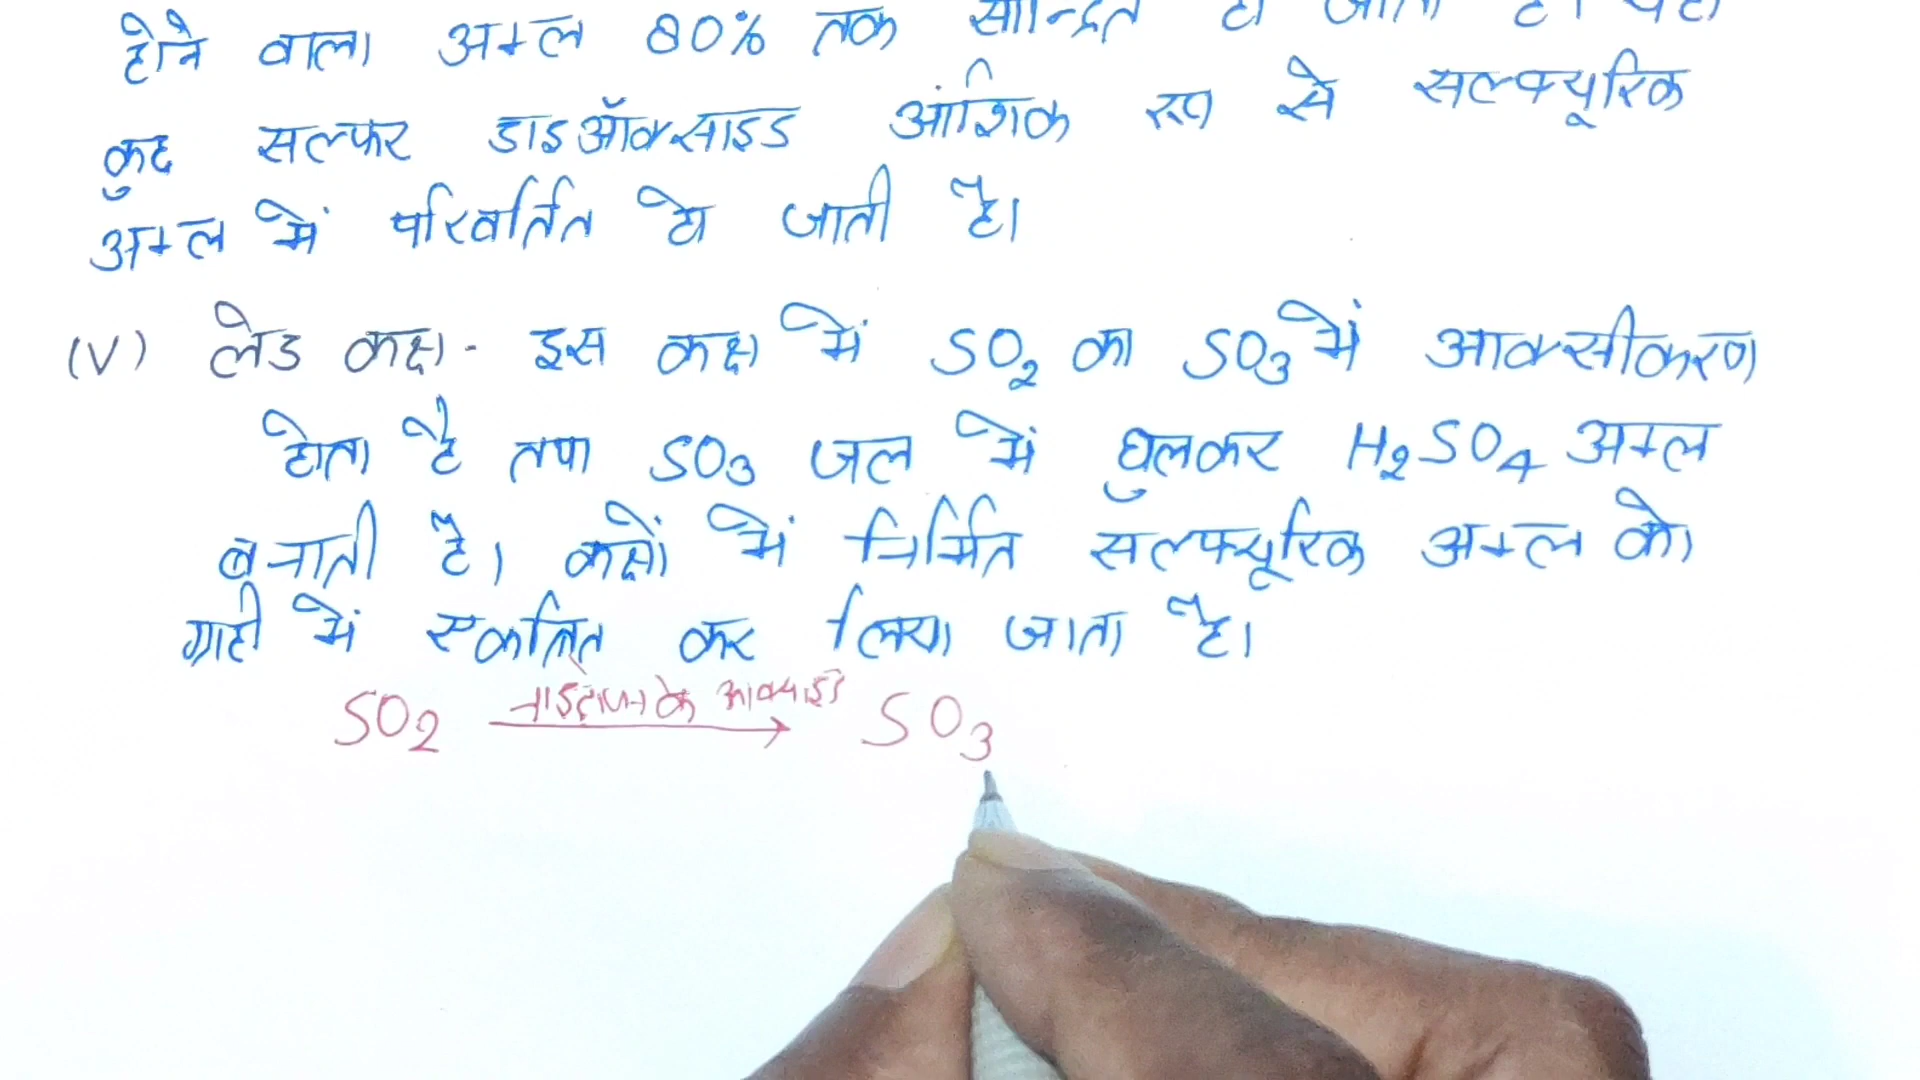 होने वाला अम्ल 80% तक सान्द्रित हो जाता है। यहां
कुछ सल्फर डाइऑक्साइड आंशिक रूप से सल्फ्यूरिक
अम्ल में परिवर्तित हो जाती है।
(V) लेड कक्ष - इस कक्ष में SO₂ का SO₃ में आक्सीकरण
होता है तथा SO₃ जल में घुलकर H₂SO₄ अम्ल
बनाती है। कक्षों में निर्मित सल्फ्यूरिक अम्ल को
ग्राही में एकत्रित कर लिया जाता है।
नाइट्रोजन के आक्साइड
SO₂ → SO₃